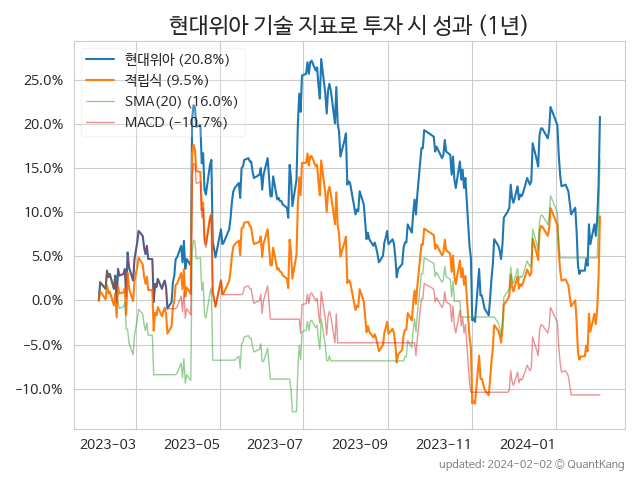 현대위아 기술 지표로 투자 시 성과 (1년)
현대위아 (20.8%)
적립식 (9.5%)
SMA(20) (16.0%)
MACD (−10.7%)
25.0%
20.0%
15.0%
10.0%
5.0%
0.0%
−5.0%
−10.0%
2023-03 2023-05 2023-07 2023-09 2023-11 2024-01
updated: 2024-02-02 © QuantKang